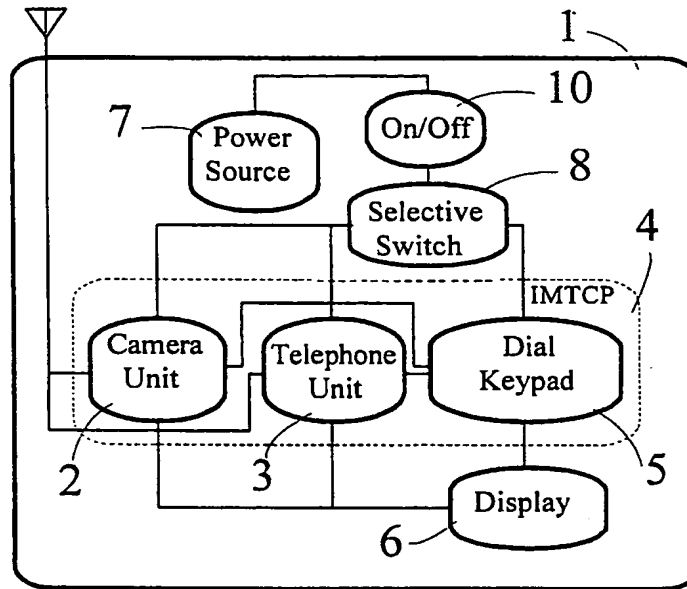 1
10
7
Power
Source
On/Off
8
Selective
Switch
4
IMTCP
Camera
Unit
Telephone
Unit
Dial
Keypad
2
3
5
Display
6